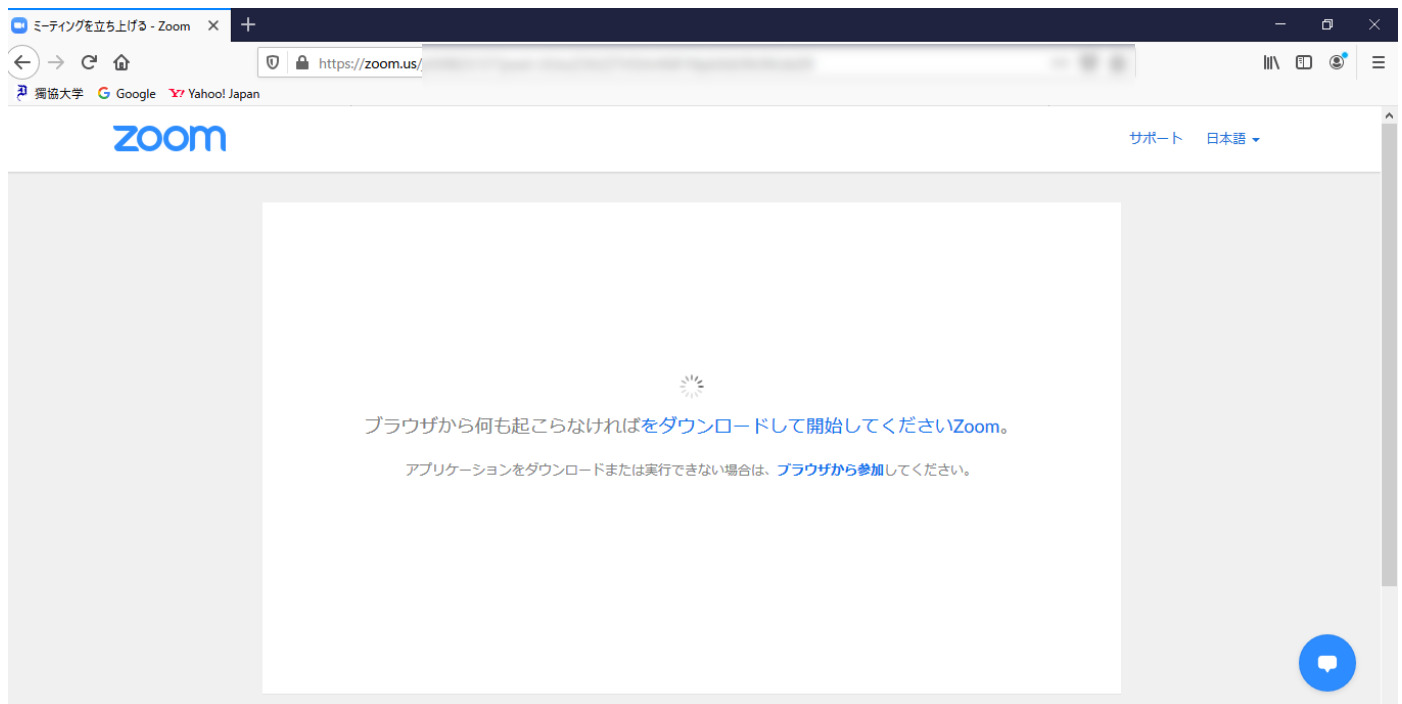 ミーティングを立ち上げる - Zoom
https://zoom.us/
獨協大学 Google Yahoo! Japan
zoom
サポート 日本語
ブラウザから何も起こらなければをダウンロードして開始してくださいZoom。
アプリケーションをダウンロードまたは実行できない場合は、ブラウザから参加してください。